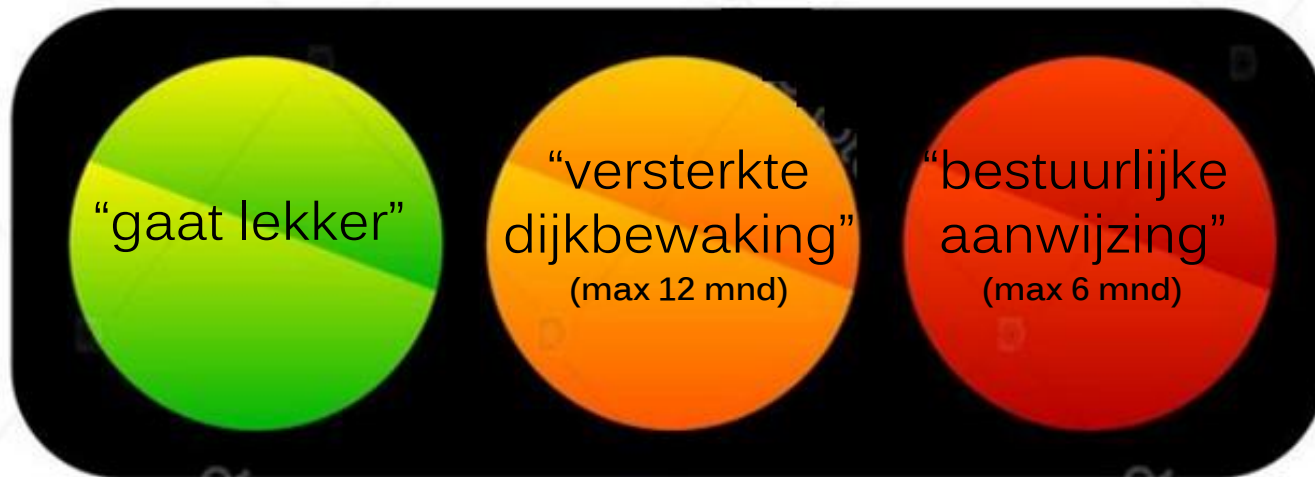 “gaat lekker”
“versterkte
dijkbewaking”
(max 12 mnd)
“bestuurlijke
aanwijzing”
(max 6 mnd)